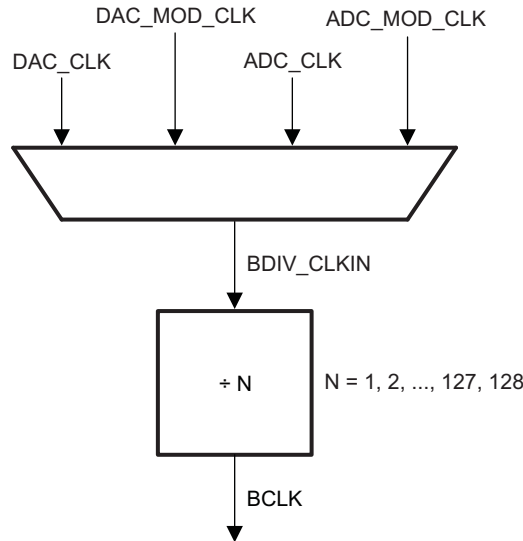 DAC_MOD_CLK
ADC_MOD_CLK
DAC_CLK
ADC_CLK
BDIV_CLKIN
÷ N
N = 1, 2, ..., 127, 128
BCLK